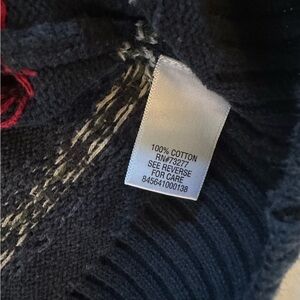 100% COTTON
RN#73277
SEE REVERSE
FOR CARE
845641000138